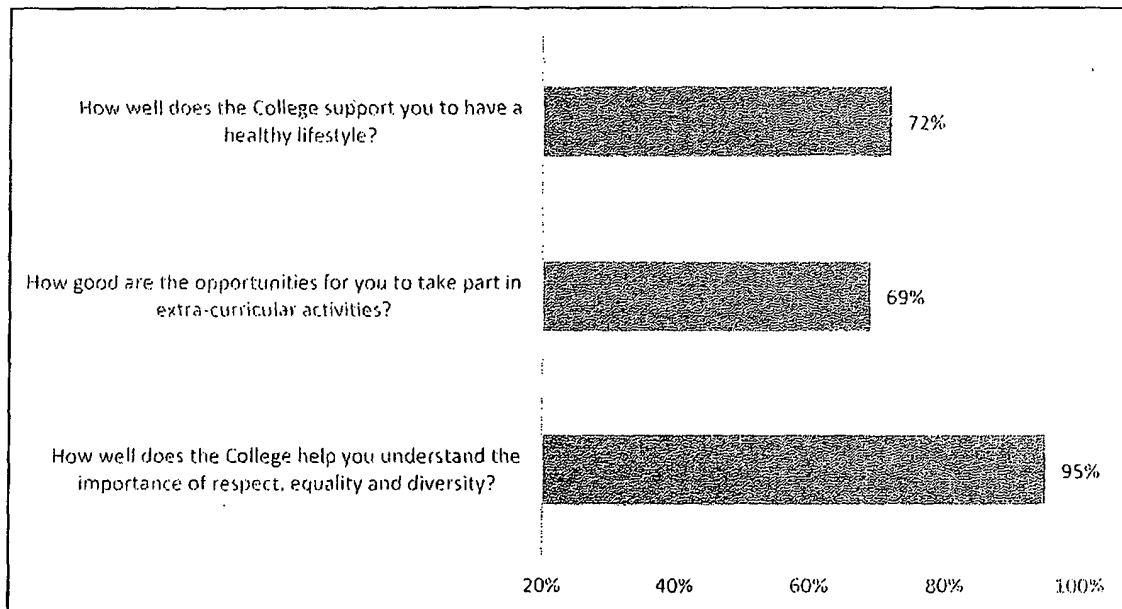 How well does the College support you to have a
healthy lifestyle?
72%
How good are the opportunities for you to take part in
extra-curricular activities?
69%
How well does the College help you understand the
importance of respect, equality and diversity?
95%
20% 40% 60% 80% 100%